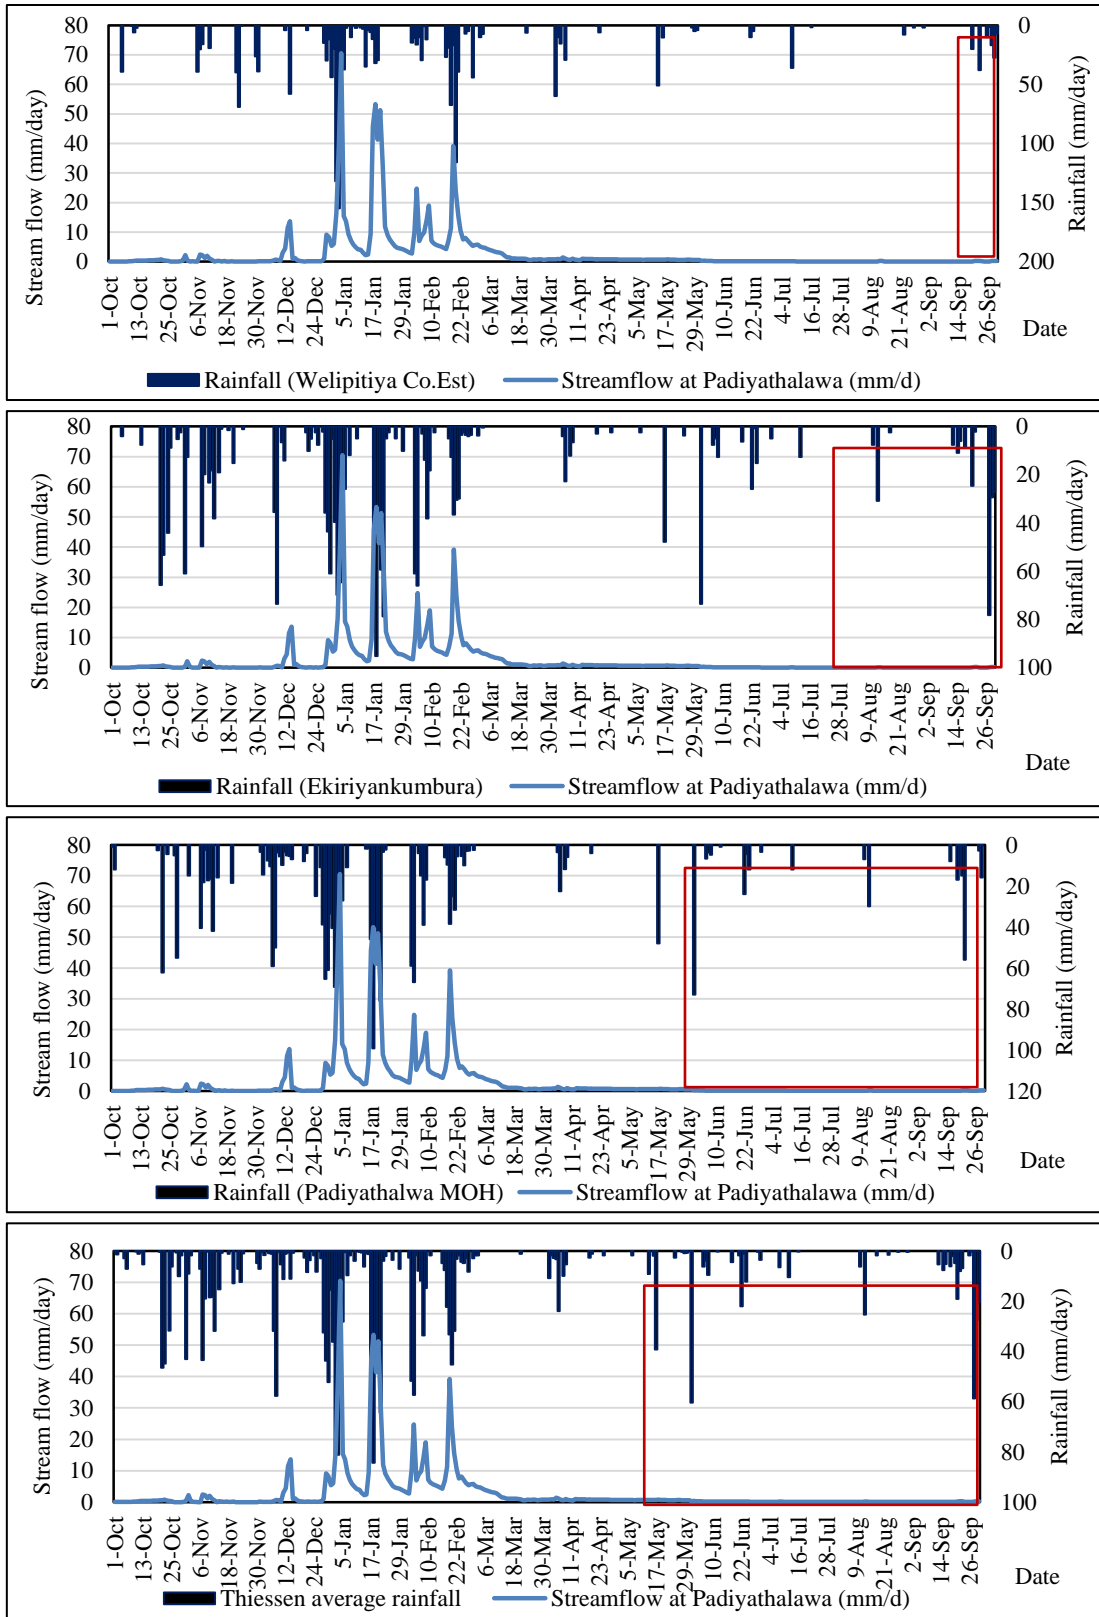 80
70
60
50
40
30
20
10
0
Stream flow (mm/day)
0
50
100
150
200
Rainfall (mm/day)
1-Oct
13-Oct
25-Oct
6-Nov
18-Nov
30-Nov
12-Dec
24-Dec
5-Jan
17-Jan
29-Jan
10-Feb
22-Feb
6-Mar
18-Mar
30-Mar
11-Apr
23-Apr
5-May
17-May
29-May
10-Jun
22-Jun
4-Jul
16-Jul
28-Jul
9-Aug
21-Aug
2-Sep
14-Sep
26-Sep
Date
Rainfall (Welipitiya Co.Est)
Streamflow at Padiyathalawa (mm/d)
80
70
60
50
40
30
20
10
0
Stream flow (mm/day)
0
20
40
60
80
100
Rainfall (mm/day)
1-Oct
13-Oct
25-Oct
6-Nov
18-Nov
30-Nov
12-Dec
24-Dec
5-Jan
17-Jan
29-Jan
10-Feb
22-Feb
6-Mar
18-Mar
30-Mar
11-Apr
23-Apr
5-May
17-May
29-May
10-Jun
22-Jun
4-Jul
16-Jul
28-Jul
9-Aug
21-Aug
2-Sep
14-Sep
26-Sep
Date
Rainfall (Ekiriyankumbura)
Streamflow at Padiyathalawa (mm/d)
80
70
60
50
40
30
20
10
0
Stream flow (mm/day)
0
20
40
60
80
100
120
Rainfall (mm/day)
1-Oct
13-Oct
25-Oct
6-Nov
18-Nov
30-Nov
12-Dec
24-Dec
5-Jan
17-Jan
29-Jan
10-Feb
22-Feb
6-Mar
18-Mar
30-Mar
11-Apr
23-Apr
5-May
17-May
29-May
10-Jun
22-Jun
4-Jul
16-Jul
28-Jul
9-Aug
21-Aug
2-Sep
14-Sep
26-Sep
Date
Rainfall (Padiyathalwa MOH)
Streamflow at Padiyathalawa (mm/d)
80
70
60
50
40
30
20
10
0
Stream flow (mm/day)
0
20
40
60
80
100
Rainfall (mm/day)
1-Oct
13-Oct
25-Oct
6-Nov
18-Nov
30-Nov
12-Dec
24-Dec
5-Jan
17-Jan
29-Jan
10-Feb
22-Feb
6-Mar
18-Mar
30-Mar
11-Apr
23-Apr
5-May
17-May
29-May
10-Jun
22-Jun
4-Jul
16-Jul
28-Jul
9-Aug
21-Aug
2-Sep
14-Sep
26-Sep
Date
Thiessen average rainfall
Streamflow at Padiyathalawa (mm/d)